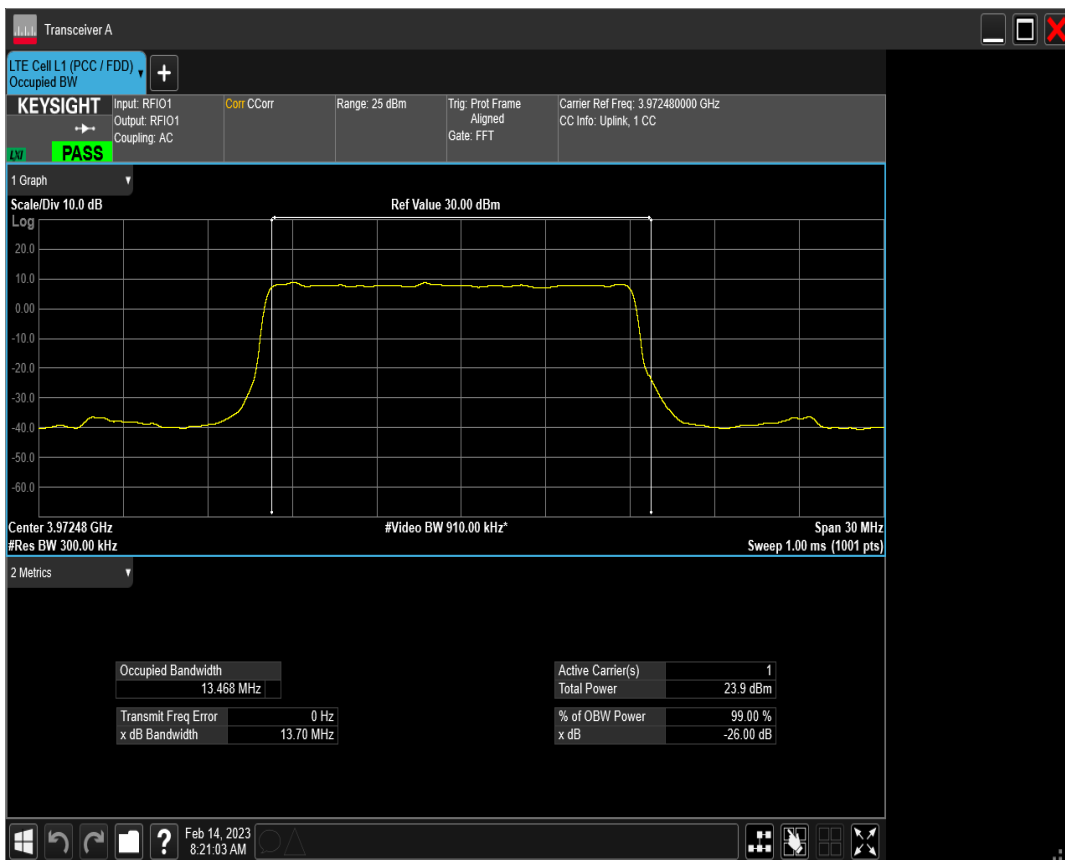 Transceiver A
LTE Cell L1 (PCC / FDD)
Occupied BW
KEYSIGHT
LXI
PASS
Input: RFIO1
Output: RFIO1
Coupling: AC
Corr CCorr
Range: 25 dBm
Trig: Prot Frame
Aligned
Gate: FFT
Carrier Ref Freq: 3.972480000 GHz
CC Info: Uplink, 1 CC
1 Graph
Scale/Div 10.0 dB
Ref Value 30.00 dBm
Log
20.0
10.0
0.00
-10.0
-20.0
-30.0
-40.0
-50.0
-60.0
Center 3.97248 GHz
#Video BW 910.00 kHz*
Span 30 MHz
#Res BW 300.00 kHz
Sweep 1.00 ms (1001 pts)
2 Metrics
Occupied Bandwidth
13.468 MHz
Transmit Freq Error 0 Hz
x dB Bandwidth 13.70 MHz
Active Carrier(s) 1
Total Power 23.9 dBm
% of OBW Power 99.00 %
x dB -26.00 dB
Feb 14, 2023
8:21:03 AM